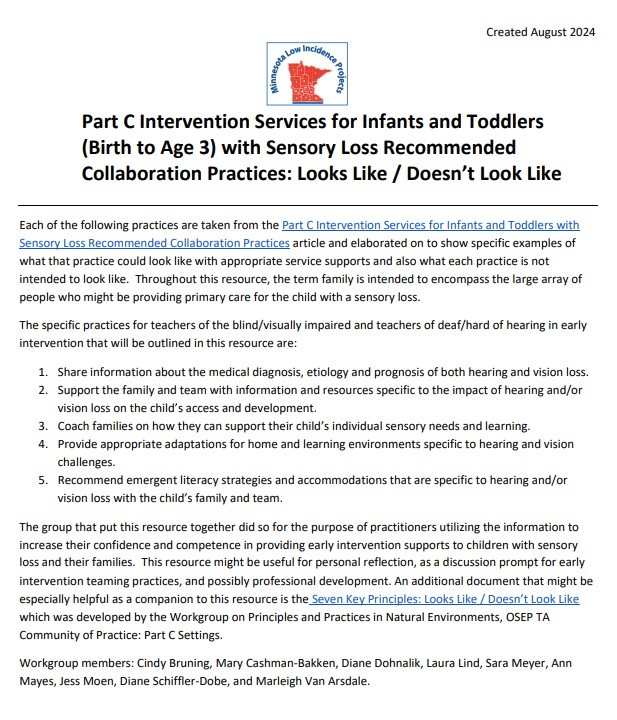 Created August 2024
Minnesota Low Incidence Projects
Part C Intervention Services for Infants and Toddlers
(Birth to Age 3) with Sensory Loss Recommended
Collaboration Practices: Looks Like / Doesn’t Look Like
Each of the following practices are taken from the Part C Intervention Services for Infants and Toddlers with
Sensory Loss Recommended Collaboration Practices article and elaborated on to show specific examples of
what that practice could look like with appropriate service supports and also what each practice is not
intended to look like.  Throughout this resource, the term family is intended to encompass the large array of
people who might be providing primary care for the child with a sensory loss.
The specific practices for teachers of the blind/visually impaired and teachers of deaf/hard of hearing in early
intervention that will be outlined in this resource are:
1. Share information about the medical diagnosis, etiology and prognosis of both hearing and vision loss.
2. Support the family and team with information and resources specific to the impact of hearing and/or
vision loss on the child’s access and development.
3. Coach families on how they can support their child’s individual sensory needs and learning.
4. Provide appropriate adaptations for home and learning environments specific to hearing and vision
challenges.
5. Recommend emergent literacy strategies and accommodations that are specific to hearing and/or
vision loss with the child’s family and team.
The group that put this resource together did so for the purpose of practitioners utilizing the information to
increase their confidence and competence in providing early intervention supports to children with sensory
loss and their families.  This resource might be useful for personal reflection, as a discussion prompt for early
intervention teaming practices, and possibly professional development. An additional document that might be
especially helpful as a companion to this resource is the Seven Key Principles: Looks Like / Doesn’t Look Like
which was developed by the Workgroup on Principles and Practices in Natural Environments, OSEP TA
Community of Practice: Part C Settings.
Workgroup members: Cindy Bruning, Mary Cashman-Bakken, Diane Dohnalik, Laura Lind, Sara Meyer, Ann
Mayes, Jess Moen, Diane Schiffler-Dobe, and Marleigh Van Arsdale.